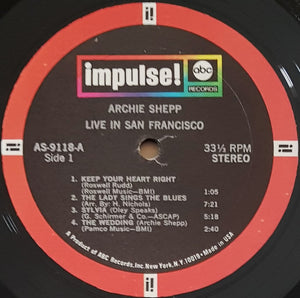 impulse!
abc
RECORDS
ARCHIE SHEPP
LIVE IN SAN FRANCISCO
AS-9118-A
Side 1
33⅓ RPM
STEREO
1. KEEP YOUR HEART RIGHT
(Roswell Rudd)
(Roswell Music—BMI) 1:05
2. THE LADY SINGS THE BLUES
(Arr. By: H. Nichols) 7:21
3. SYLVIA (Oley Speaks)
(G. Schirmer & Co.—ASCAP) 5:18
4. THE WEDDING (Archie Shepp)
(Pamco Music—BMI) 2:40
A Product of ABC Records, Inc. New York, N.Y. 10019 • Made in USA